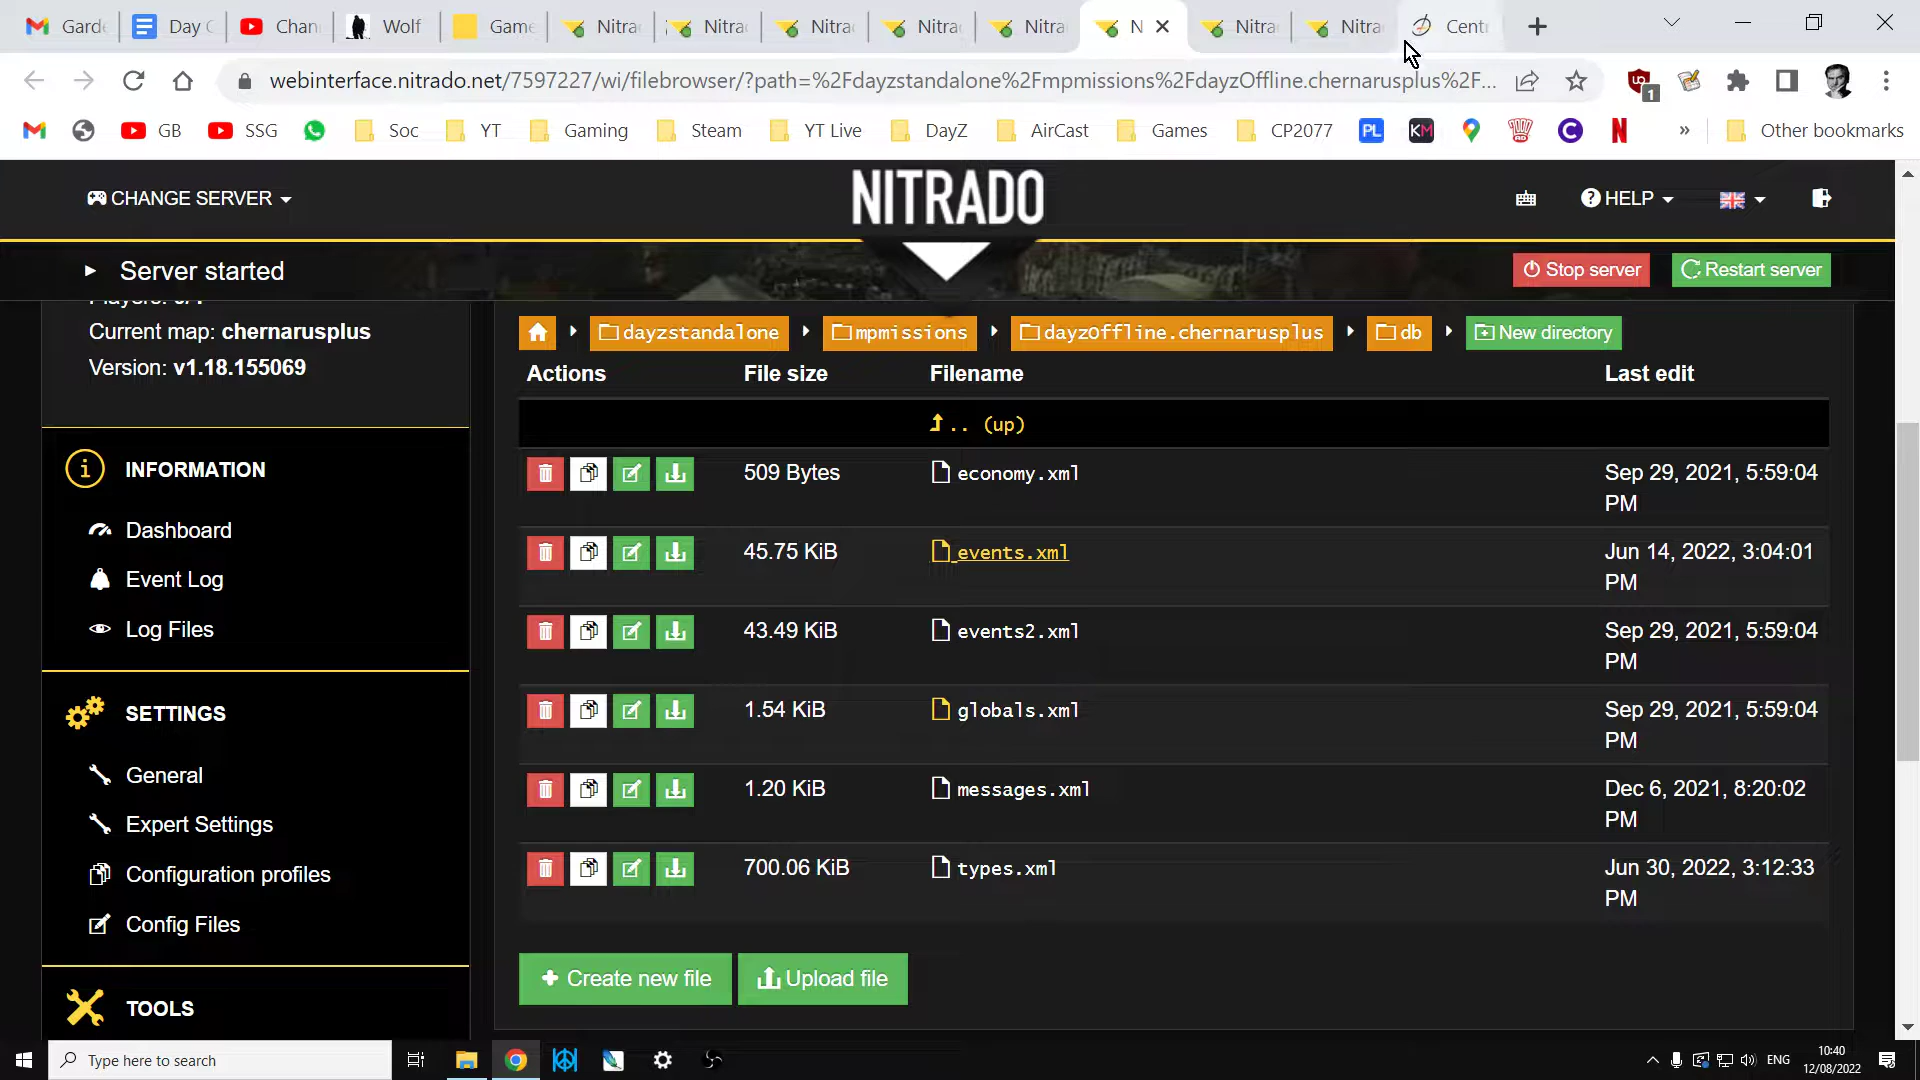 Gard
Day C
Chan
Wolf
Game
Nitra
Nitra
Nitra
Nitra
Nitra
N
Nitra
Nitra
Centr
webinterface.nitrado.net/7597227/wi/filebrowser/?path=%2Fdayzstandalone%2Fmpmissions%2FdayzOffline.chernarusplus%2F...
1
GB
SSG
Soc
YT
Gaming
Steam
YT Live
DayZ
AirCast
Games
CP2077
PL
KM
»
Other bookmarks
CHANGE SERVER
NITRADO
HELP
Server started
Stop server
Restart server
Current map: chernarusplus
Version: v1.18.155069
INFORMATION
Dashboard
Event Log
Log Files
SETTINGS
General
Expert Settings
Configuration profiles
Config Files
TOOLS
dayzstandalone
mpmissions
dayzOffline.chernarusplus
db
New directory
Actions File size Filename Last edit
.. (up)
509 Bytes economy.xml Sep 29, 2021, 5:59:04 PM
45.75 KiB events.xml Jun 14, 2022, 3:04:01 PM
43.49 KiB events2.xml Sep 29, 2021, 5:59:04 PM
1.54 KiB globals.xml Sep 29, 2021, 5:59:04 PM
1.20 KiB messages.xml Dec 6, 2021, 8:20:02 PM
700.06 KiB types.xml Jun 30, 2022, 3:12:33 PM
Create new file
Upload file
Type here to search
ENG
10:40
12/08/2022